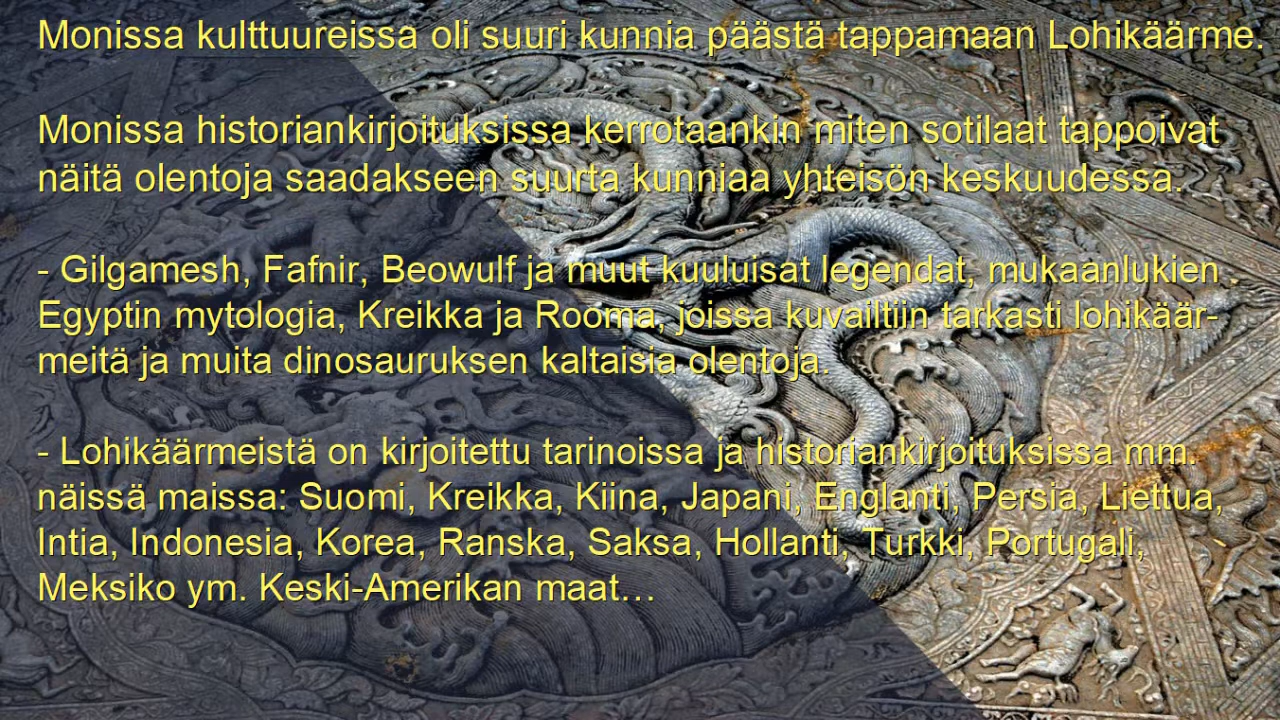 Monissa kulttuureissa oli suuri kunnia päästä tappamaan Lohikäärme.
Monissa historiankirjoituksissa kerrotaankin miten sotilaat tappoivat
näitä olentoja saadakseen suurta kunniaa yhteisön keskuudessa.
- Gilgamesh, Fafnir, Beowulf ja muut kuuluisat legendat, mukaanlukien
Egyptin mytologia, Kreikka ja Rooma, joissa kuvailtiin tarkasti lohikäär-
meitä ja muita dinosauruksen kaltaisia olentoja.
- Lohikäärmeistä on kirjoitettu tarinoissa ja historiankirjoituksissa mm.
näissä maissa: Suomi, Kreikka, Kiina, Japani, Englanti, Persia, Liettua,
Intia, Indonesia, Korea, Ranska, Saksa, Hollanti, Turkki, Portugali,
Meksiko ym. Keski-Amerikan maat…